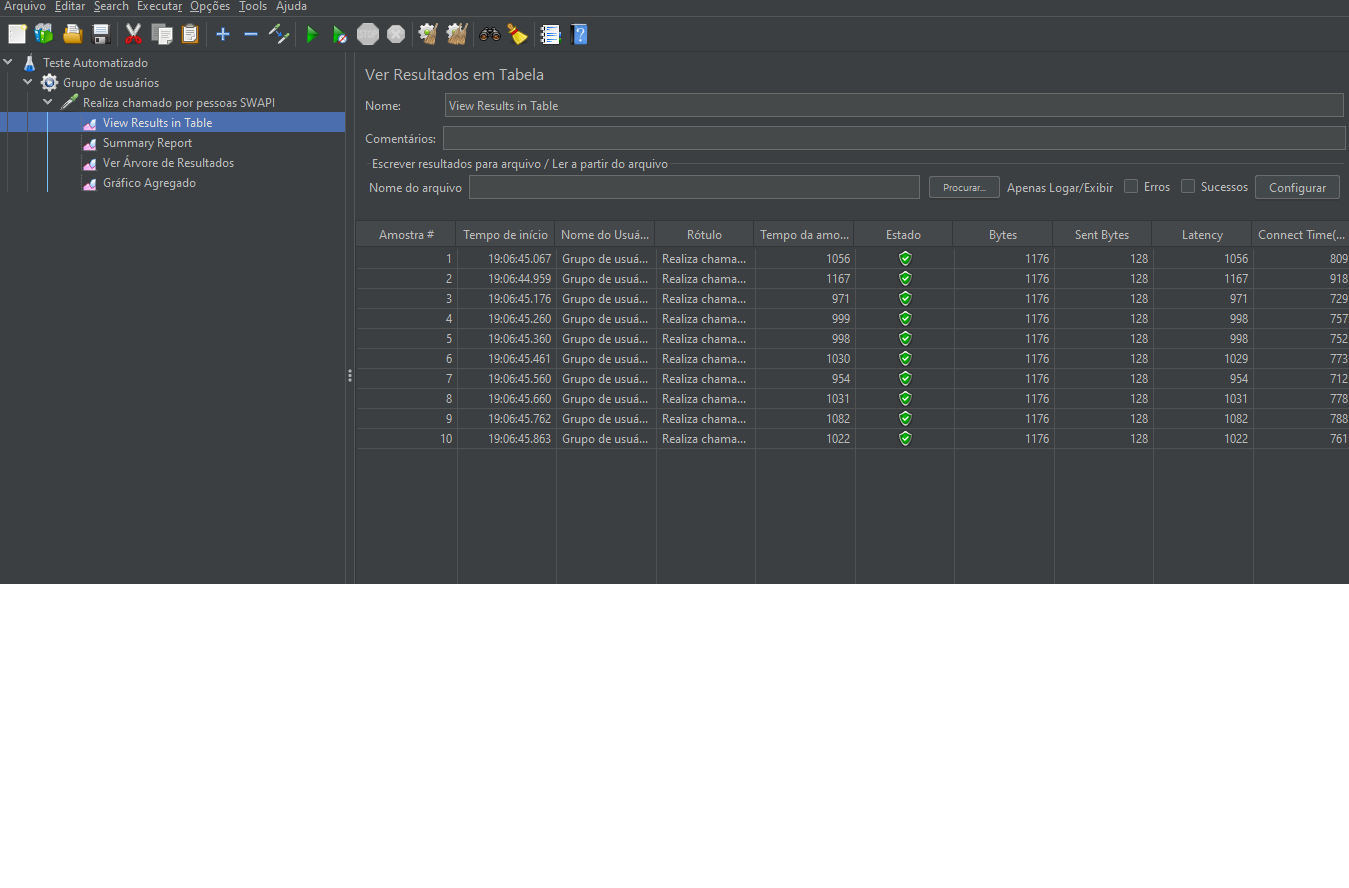 Arquivo Editar Search Executar Opções Tools Ajuda
STOP
Teste Automatizado
Grupo de usuários
Realiza chamado por pessoas SWAPI
View Results in Table
Summary Report
Ver Árvore de Resultados
Gráfico Agregado
Ver Resultados em Tabela
Nome: View Results in Table
Comentários:
Escrever resultados para arquivo / Ler a partir do arquivo
Nome do arquivo Procurar... Apenas Logar/Exibir Erros Sucessos Configurar
Amostra # Tempo de início Nome do Usuá... Rótulo Tempo da amo... Estado Bytes Sent Bytes Latency Connect Time(...
1 19:06:45.067 Grupo de usuá... Realiza chama... 1056 1176 128 1056 809
2 19:06:44.959 Grupo de usuá... Realiza chama... 1167 1176 128 1167 918
3 19:06:45.176 Grupo de usuá... Realiza chama... 971 1176 128 971 729
4 19:06:45.260 Grupo de usuá... Realiza chama... 999 1176 128 998 757
5 19:06:45.360 Grupo de usuá... Realiza chama... 998 1176 128 998 752
6 19:06:45.461 Grupo de usuá... Realiza chama... 1030 1176 128 1029 773
7 19:06:45.560 Grupo de usuá... Realiza chama... 954 1176 128 954 712
8 19:06:45.660 Grupo de usuá... Realiza chama... 1031 1176 128 1031 778
9 19:06:45.762 Grupo de usuá... Realiza chama... 1082 1176 128 1082 788
10 19:06:45.863 Grupo de usuá... Realiza chama... 1022 1176 128 1022 761